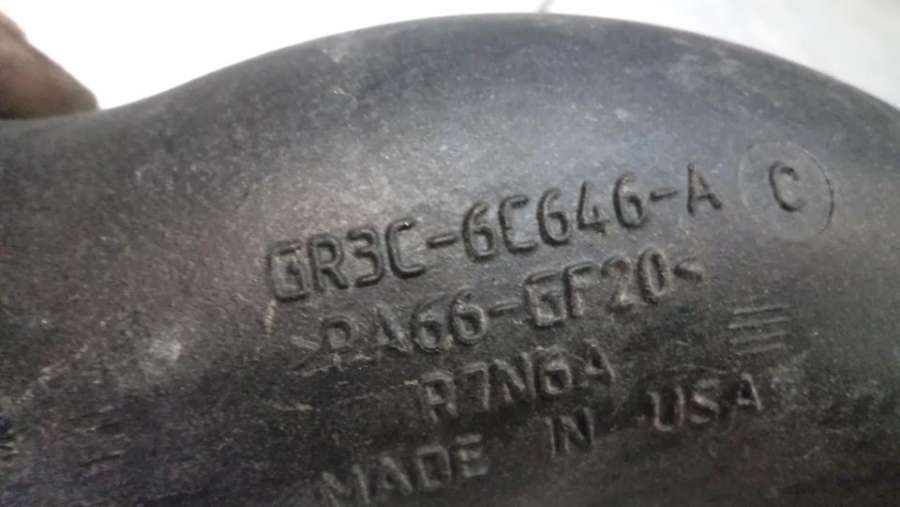 GR3C-6C646-A C
>PA66-GF20<
R7N6A
MADE IN USA